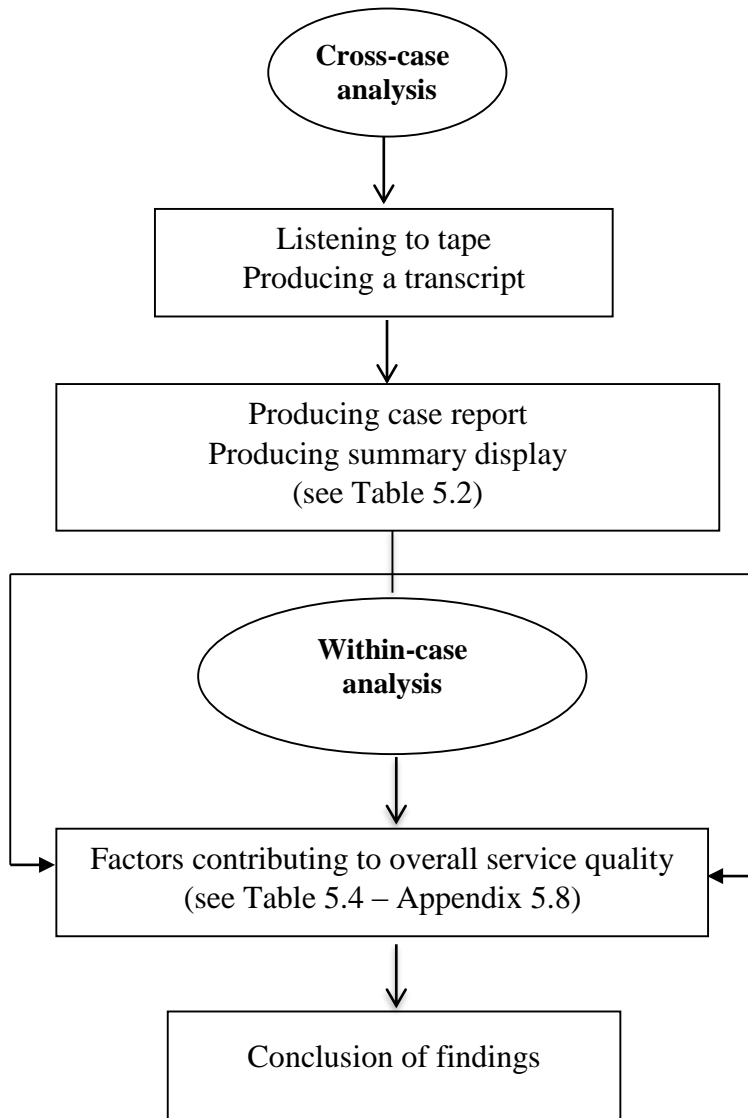 Cross-case
analysis
Listening to tape
Producing a transcript
Producing case report
Producing summary display
(see Table 5.2)
Within-case
analysis
Factors contributing to overall service quality
(see Table 5.4 – Appendix 5.8)
Conclusion of findings